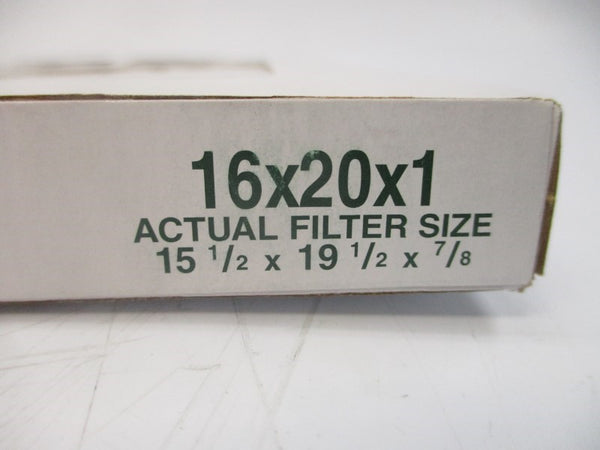 16x20x1
ACTUAL FILTER SIZE
15 1/2 x 19 1/2 x 7/8